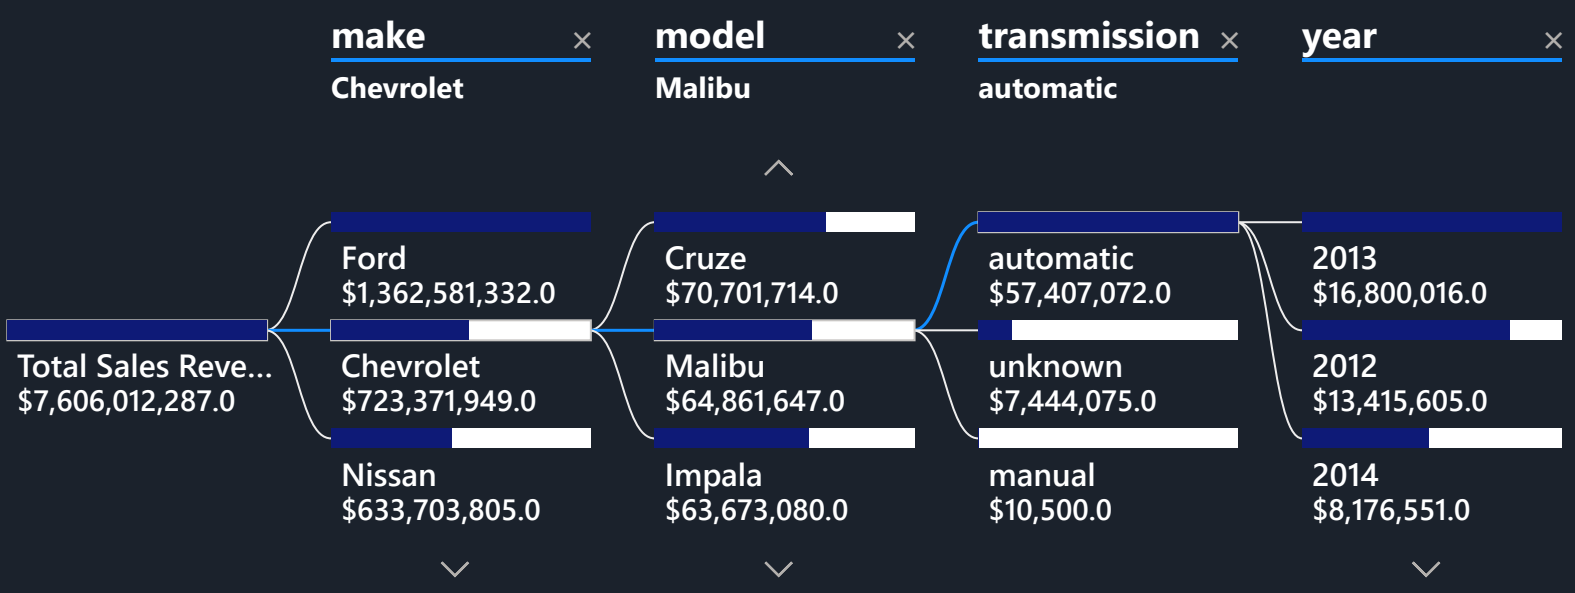 make
model
transmission
year
Chevrolet
Malibu
automatic
Total Sales Reve...
$7,606,012,287.0
Ford
$1,362,581,332.0
Chevrolet
$723,371,949.0
Nissan
$633,703,805.0
Cruze
$70,701,714.0
Malibu
$64,861,647.0
Impala
$63,673,080.0
automatic
$57,407,072.0
unknown
$7,444,075.0
manual
$10,500.0
2013
$16,800,016.0
2012
$13,415,605.0
2014
$8,176,551.0